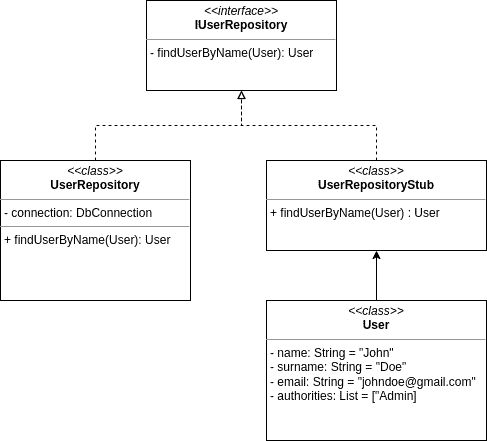 <<interface>>
IUserRepository
- findUserByName(User): User
<<class>>
UserRepository
- connection: DbConnection
+ findUserByName(User): User
<<class>>
UserRepositoryStub
+ findUserByName(User) : User
<<class>>
User
- name: String = "John"
- surname: String = "Doe"
- email: String = "johndoe@gmail.com"
- authorities: List = ["Admin]